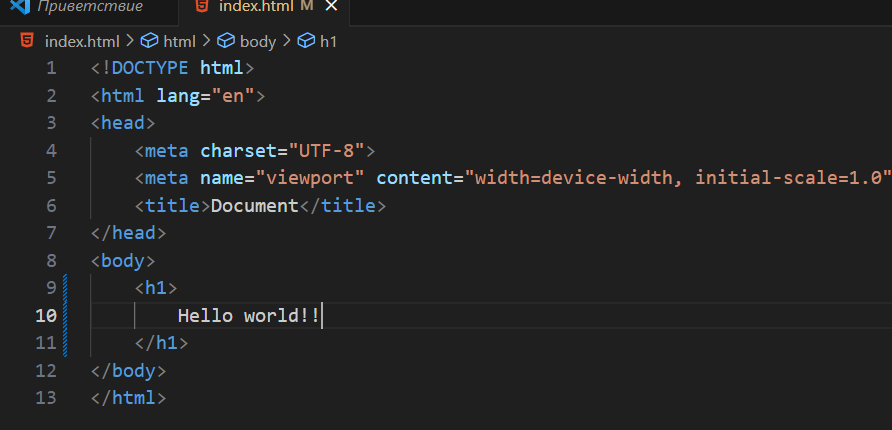 Приветствие index.html M
index.html > html > body > h1
1 <!DOCTYPE html>
2 <html lang="en">
3 <head>
4 <meta charset="UTF-8">
5 <meta name="viewport" content="width=device-width, initial-scale=1.0"
6 <title>Document</title>
7 </head>
8 <body>
9 <h1>
10 Hello world!!
11 </h1>
12 </body>
13 </html>